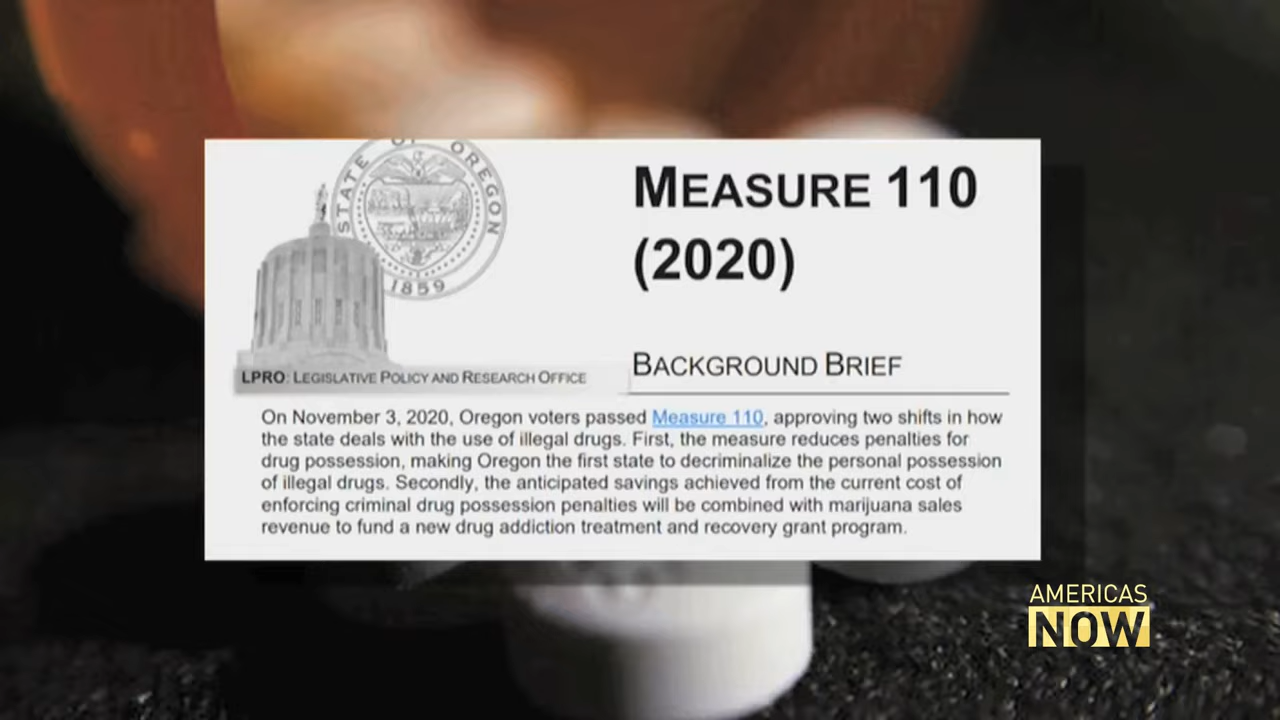 STATE OF OREGON
1859
MEASURE 110
(2020)
BACKGROUND BRIEF
LPRO: LEGISLATIVE POLICY AND RESEARCH OFFICE
On November 3, 2020, Oregon voters passed Measure 110, approving two shifts in how
the state deals with the use of illegal drugs. First, the measure reduces penalties for
drug possession, making Oregon the first state to decriminalize the personal possession
of illegal drugs. Secondly, the anticipated savings achieved from the current cost of
enforcing criminal drug possession penalties will be combined with marijuana sales
revenue to fund a new drug addiction treatment and recovery grant program.
AMERICAS
NOW